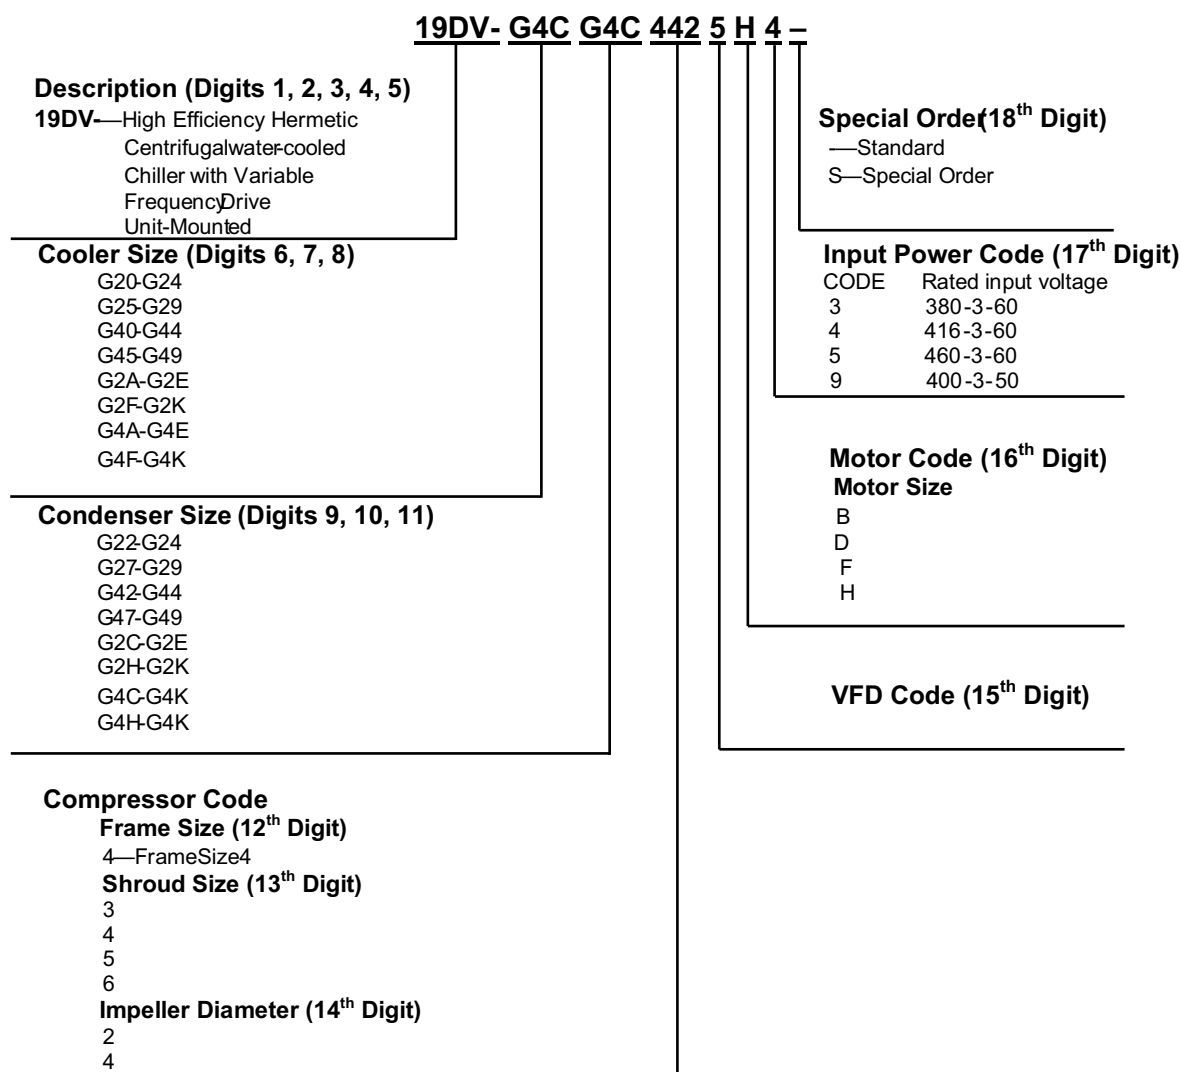 19DV- G4C G4C 442 5 H 4 –
Description (Digits 1, 2, 3, 4, 5)
19DV-—High Efficiency Hermetic
Centrifugalwater-cooled
Chiller with Variable
FrequencyDrive
Unit-Mounted
Cooler Size (Digits 6, 7, 8)
G20-G24
G25-G29
G40-G44
G45-G49
G2A-G2E
G2F-G2K
G4A-G4E
G4F-G4K
Condenser Size (Digits 9, 10, 11)
G22-G24
G27-G29
G42-G44
G47-G49
G2C-G2E
G2H-G2K
G4C-G4K
G4H-G4K
Compressor Code
Frame Size (12th Digit)
4—FrameSize4
Shroud Size (13th Digit)
3
4
5
6
Impeller Diameter (14th Digit)
2
4
Special Order(18th Digit)
-—Standard
S—Special Order
Input Power Code (17th Digit)
CODE Rated input voltage
3 380-3-60
4 416-3-60
5 460-3-60
9 400-3-50
Motor Code (16th Digit)
Motor Size
B
D
F
H
VFD Code (15th Digit)